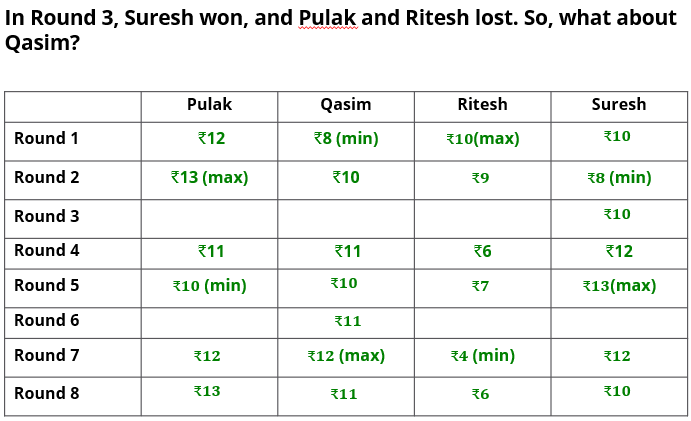 In Round 3, Suresh won, and Pulak and Ritesh lost. So, what about
Qasim?
Pulak Qasim Ritesh Suresh
Round 1 ₹12 ₹8 (min) ₹10(max) ₹10
Round 2 ₹13 (max) ₹10 ₹9 ₹8 (min)
Round 3 ₹10
Round 4 ₹11 ₹11 ₹6 ₹12
Round 5 ₹10 (min) ₹10 ₹7 ₹13(max)
Round 6 ₹11
Round 7 ₹12 ₹12 (max) ₹4 (min) ₹12
Round 8 ₹13 ₹11 ₹6 ₹10